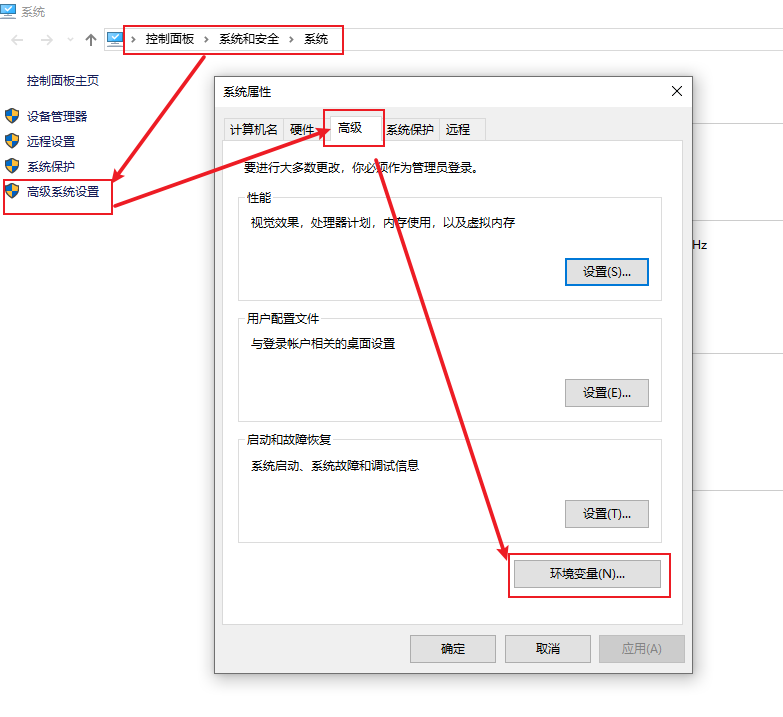 系统
控制面板 > 系统和安全 > 系统
控制面板主页
设备管理器
远程设置
系统保护
高级系统设置
系统属性
计算机名 硬件 高级 系统保护 远程
要进行大多数更改，你必须作为管理员登录。
性能
视觉效果，处理器计划，内存使用，以及虚拟内存
设置(S)...
Hz
用户配置文件
与登录帐户相关的桌面设置
设置(E)...
启动和故障恢复
系统启动、系统故障和调试信息
设置(T)...
环境变量(N)...
确定 取消 应用(A)